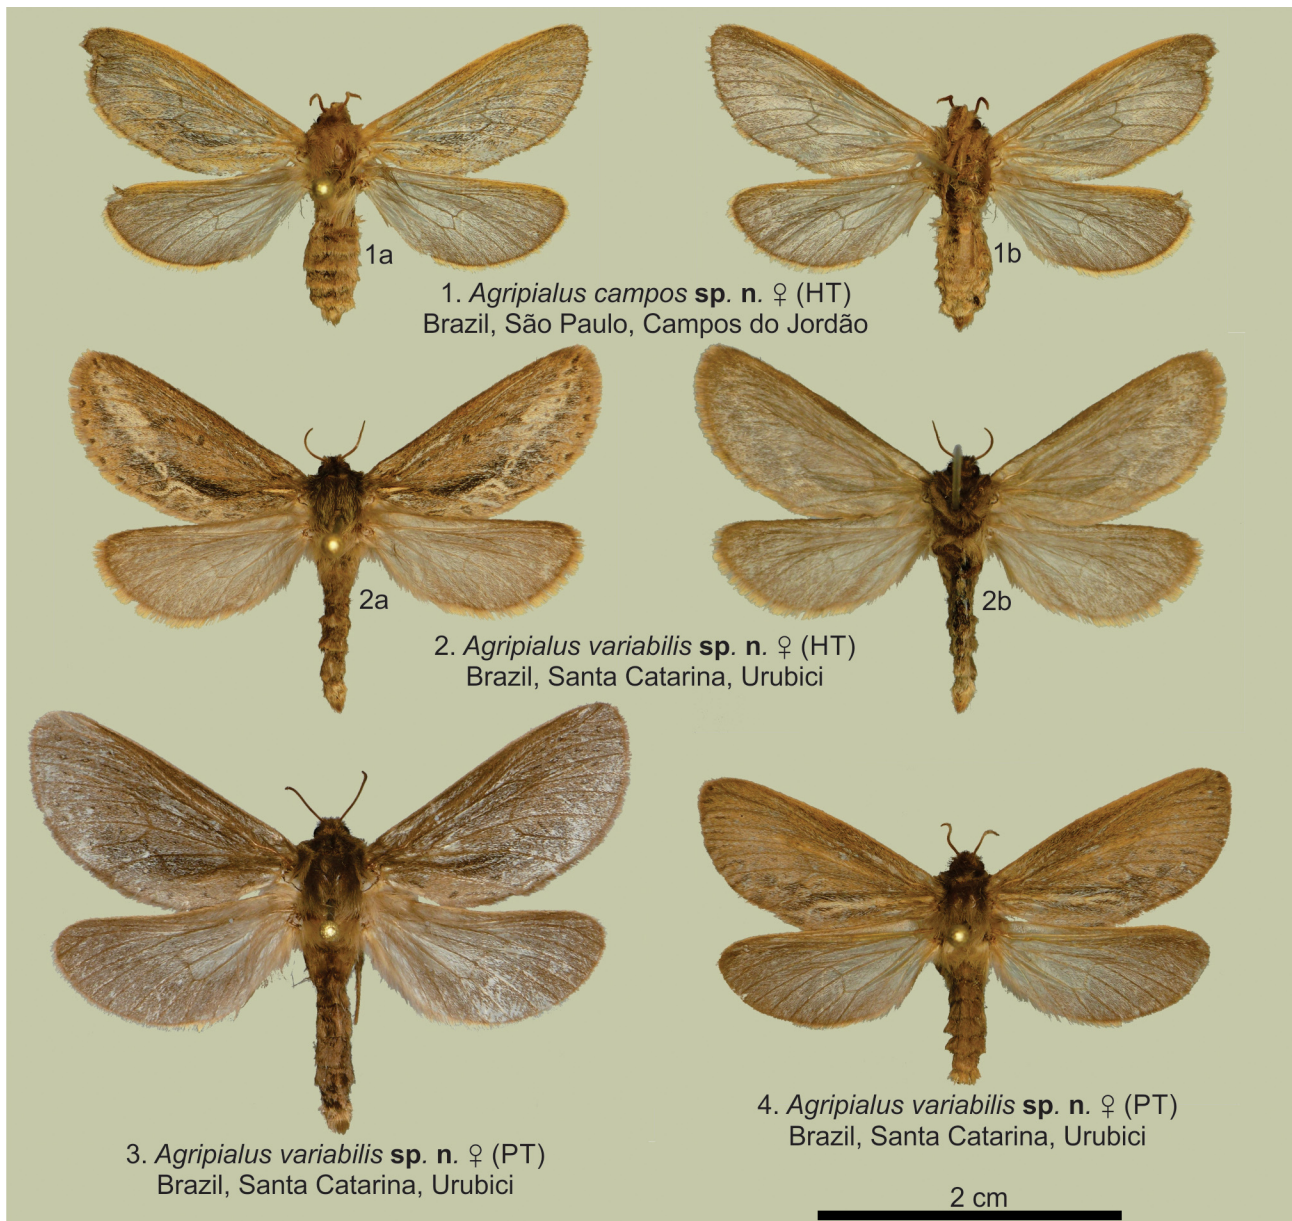 1a
1b
1. Agripialus campos sp. n. ♀ (HT)
Brazil, São Paulo, Campos do Jordão
2a
2b
2. Agripialus variabilis sp. n. ♀ (HT)
Brazil, Santa Catarina, Urubici
3. Agripialus variabilis sp. n. ♀ (PT)
Brazil, Santa Catarina, Urubici
4. Agripialus variabilis sp. n. ♀ (PT)
Brazil, Santa Catarina, Urubici
2 cm